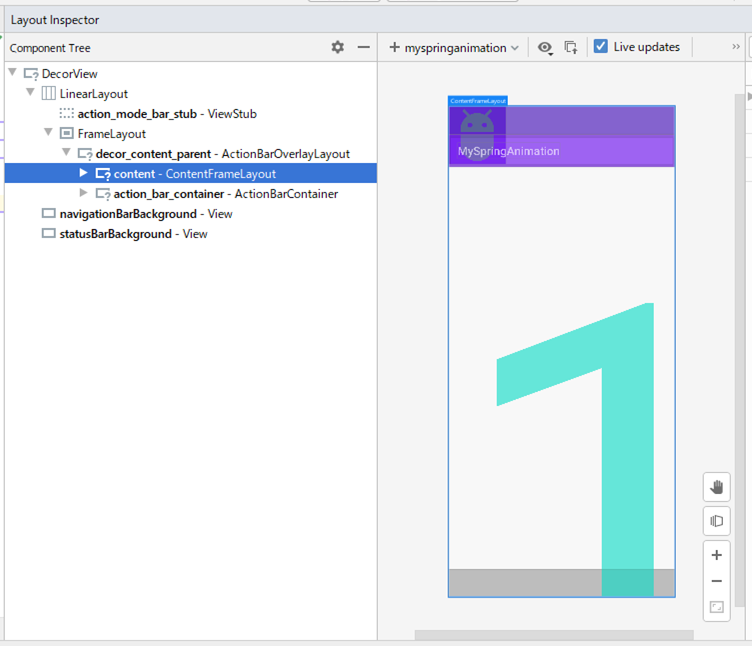 Layout Inspector
Component Tree
myspringanimation
Live updates
DecorView
LinearLayout
action_mode_bar_stub - ViewStub
FrameLayout
decor_content_parent - ActionBarOverlayLayout
content - ContentFrameLayout
action_bar_container - ActionBarContainer
navigationBarBackground - View
statusBarBackground - View
ContentFrameLayout
MySpringAnimation
1